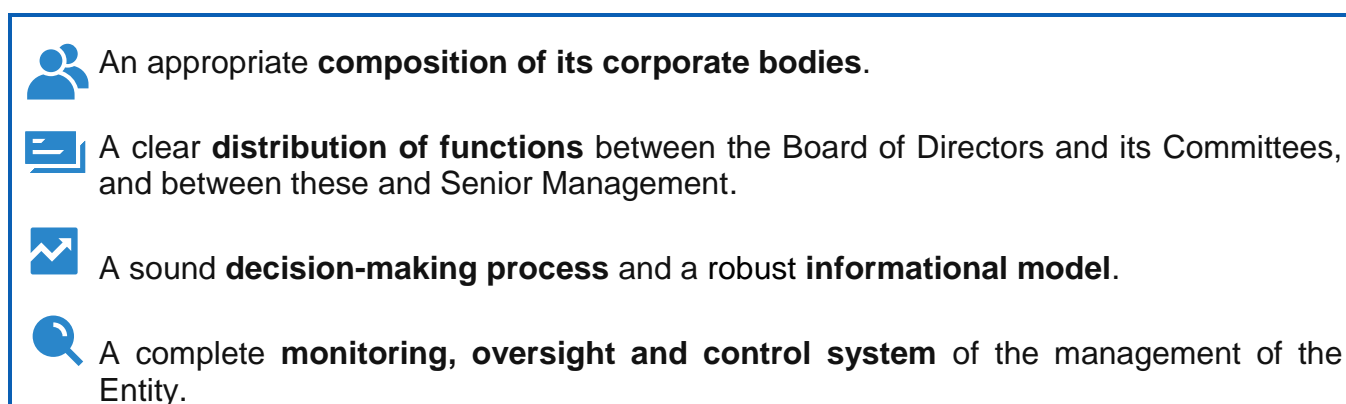 An appropriate composition of its corporate bodies.
A clear distribution of functions between the Board of Directors and its Committees,
and between these and Senior Management.
A sound decision-making process and a robust informational model.
A complete monitoring, oversight and control system of the management of the
Entity.